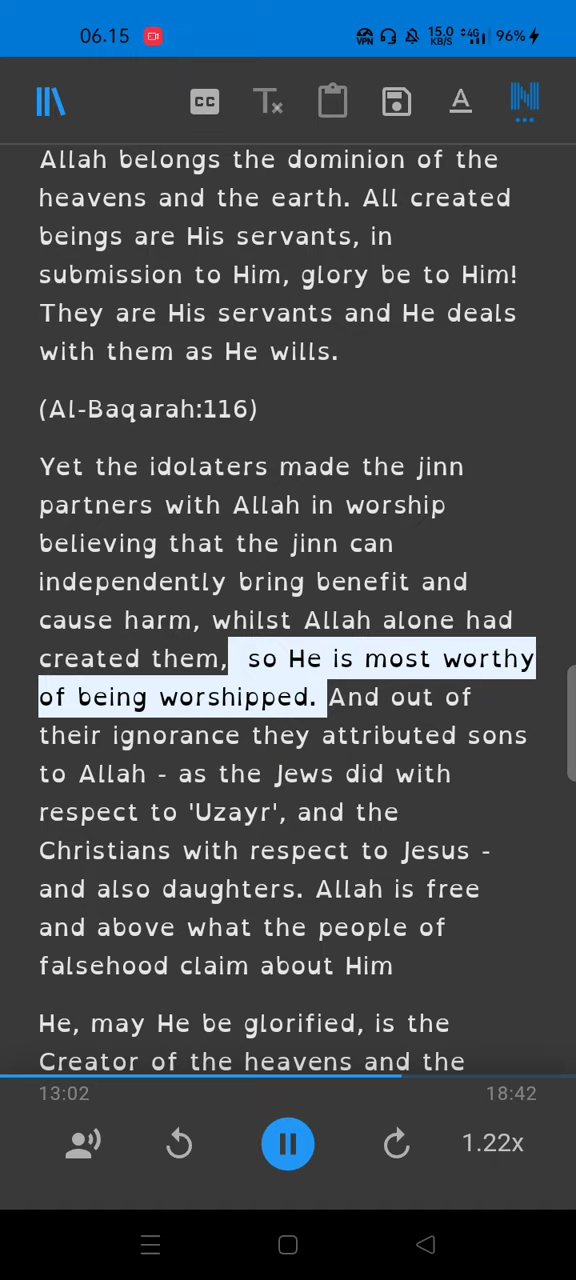 06.15
VPN
15.0
KB/S
4G
96%
CC
Allah belongs the dominion of the
heavens and the earth. All created
beings are His servants, in
submission to Him, glory be to Him!
They are His servants and He deals
with them as He wills.
(Al-Baqarah:116)
Yet the idolaters made the jinn
partners with Allah in worship
believing that the jinn can
independently bring benefit and
cause harm, whilst Allah alone had
created them, so He is most worthy
of being worshipped. And out of
their ignorance they attributed sons
to Allah - as the Jews did with
respect to 'Uzayr', and the
Christians with respect to Jesus -
and also daughters. Allah is free
and above what the people of
falsehood claim about Him
He, may He be glorified, is the
Creator of the heavens and the
13:02
18:42
1.22x